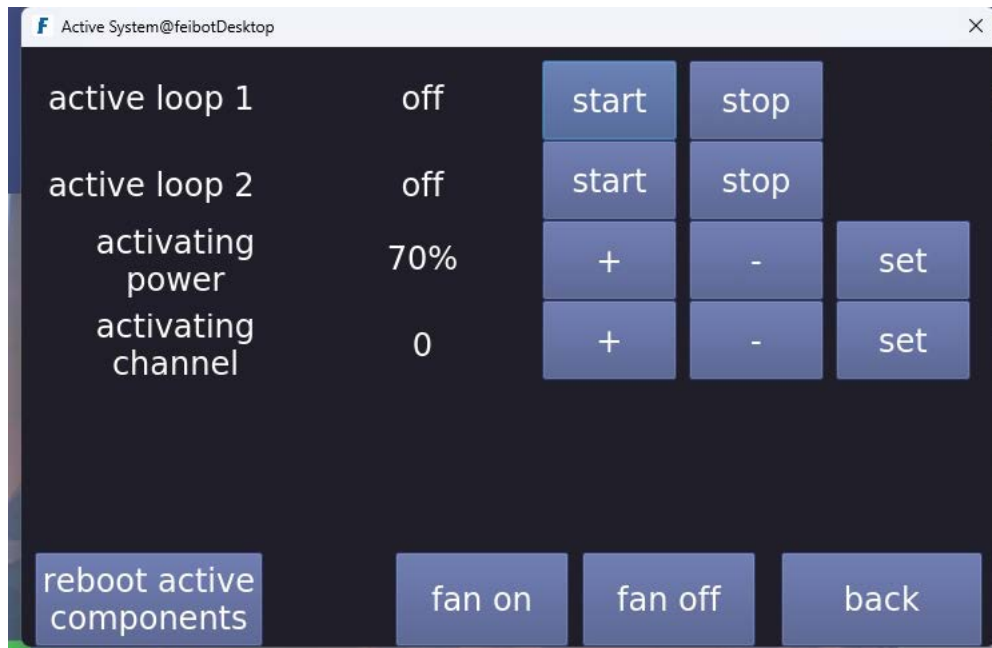 F Active System@feibotDesktop
active loop 1 off start stop
active loop 2 off start stop
activating
power 70% + - set
activating
channel 0 + - set
reboot active
components fan on fan off back